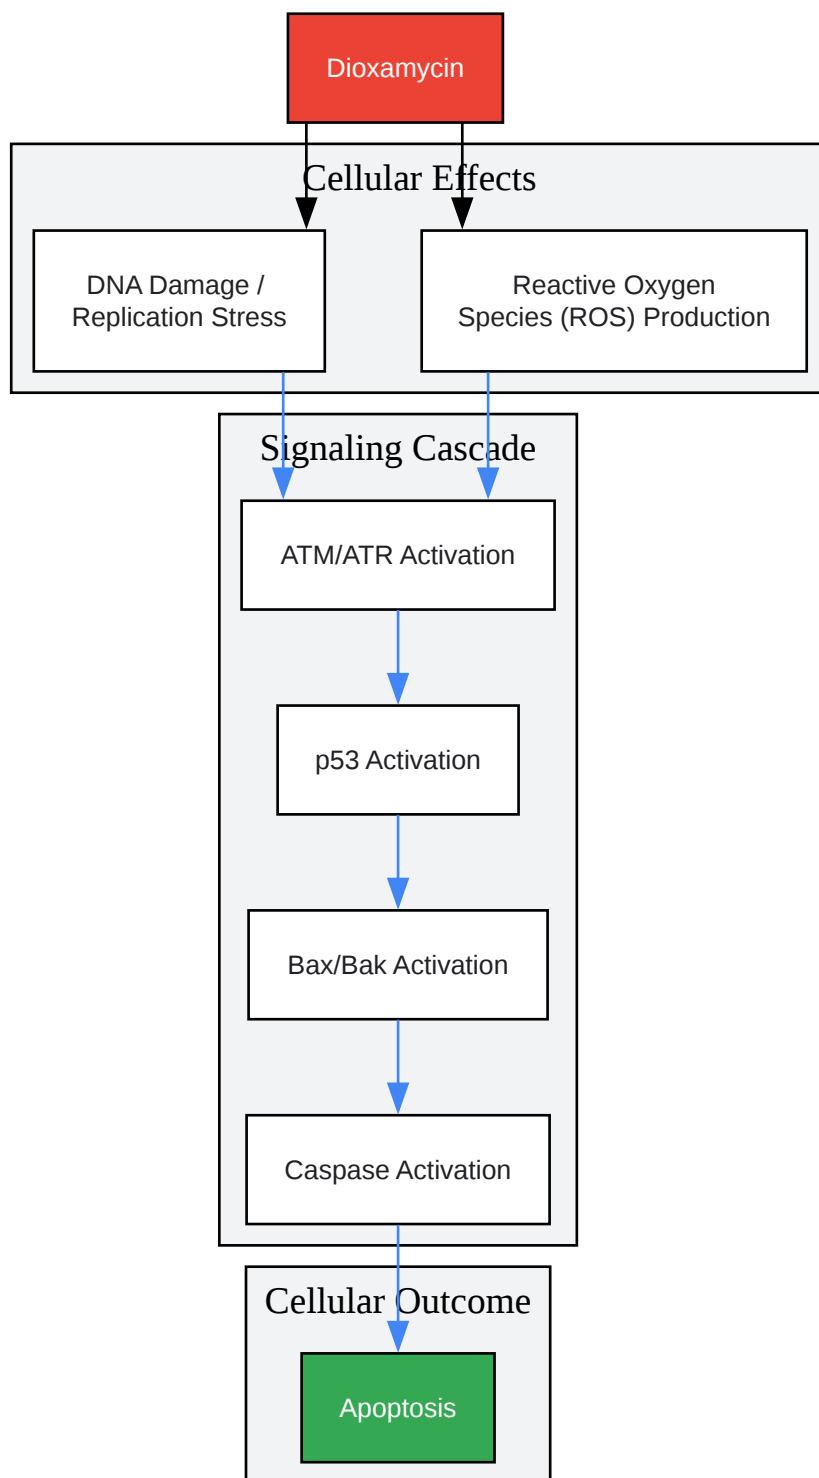 Dioxamycin
Cellular Effects
DNA Damage /
Replication Stress
Reactive Oxygen
Species (ROS) Production
Signaling Cascade
ATM/ATR Activation
p53 Activation
Bax/Bak Activation
Caspase Activation
Cellular Outcome
Apoptosis